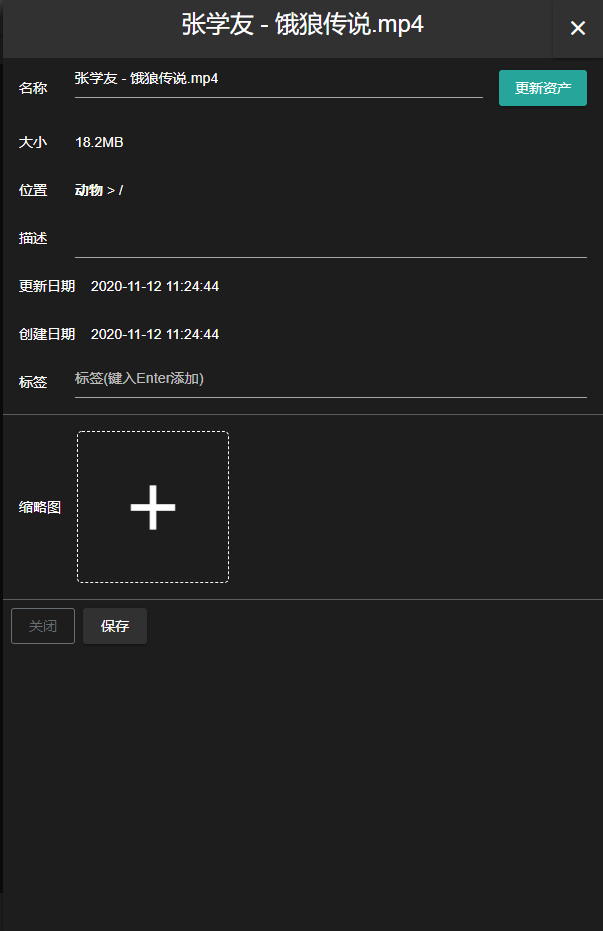 张学友 - 饿狼传说.mp4
名称 张学友 - 饿狼传说.mp4 更新资产
大小 18.2MB
位置 动物 > /
描述
更新日期 2020-11-12 11:24:44
创建日期 2020-11-12 11:24:44
标签 标签(键入Enter添加)
缩略图
关闭 保存